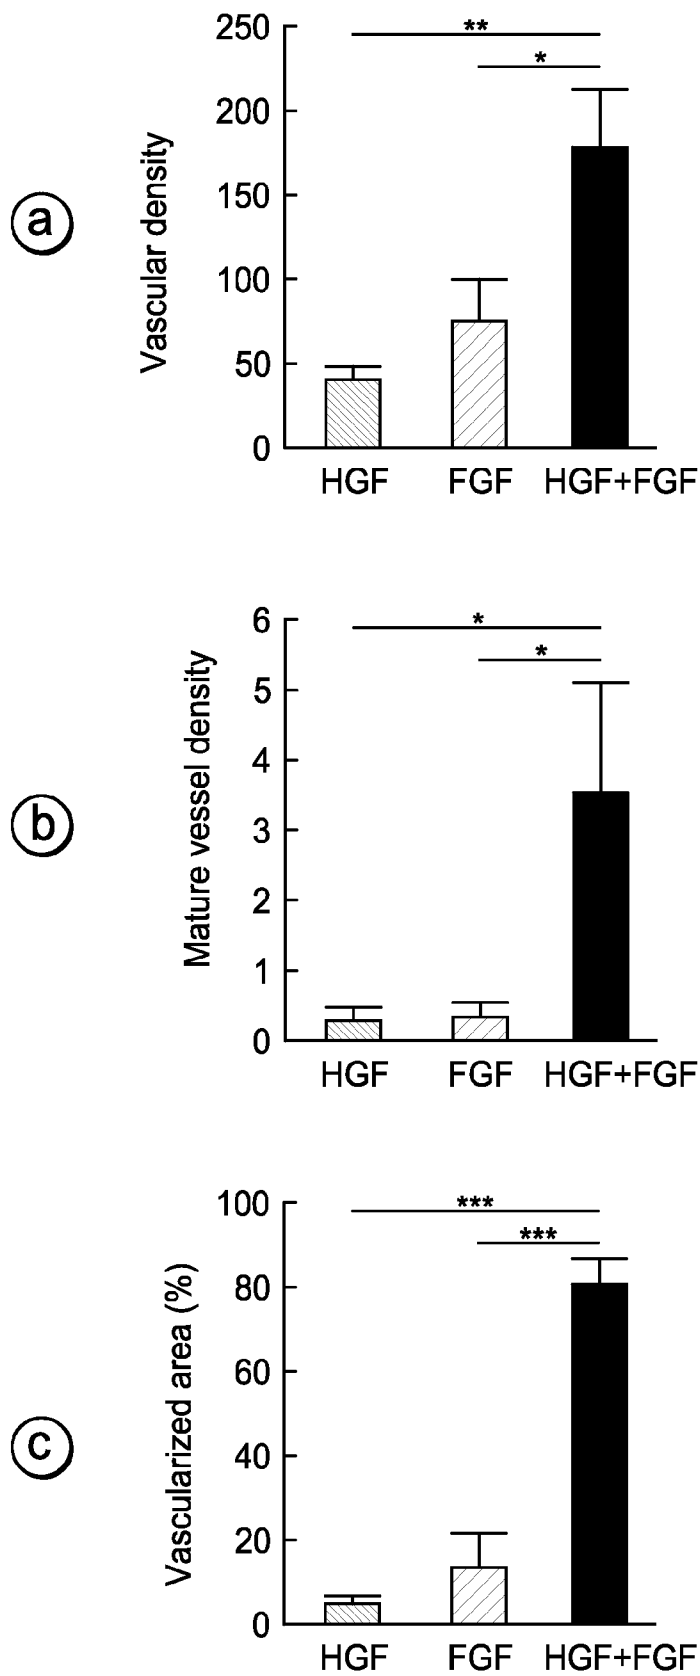 a
Vascular density
250
200
150
100
50
0
**
*
HGF FGF HGF+FGF
b
Mature vessel density
6
5
4
3
2
1
0
*
*
HGF FGF HGF+FGF
c
Vascularized area (%)
100
80
60
40
20
0
***
***
HGF FGF HGF+FGF